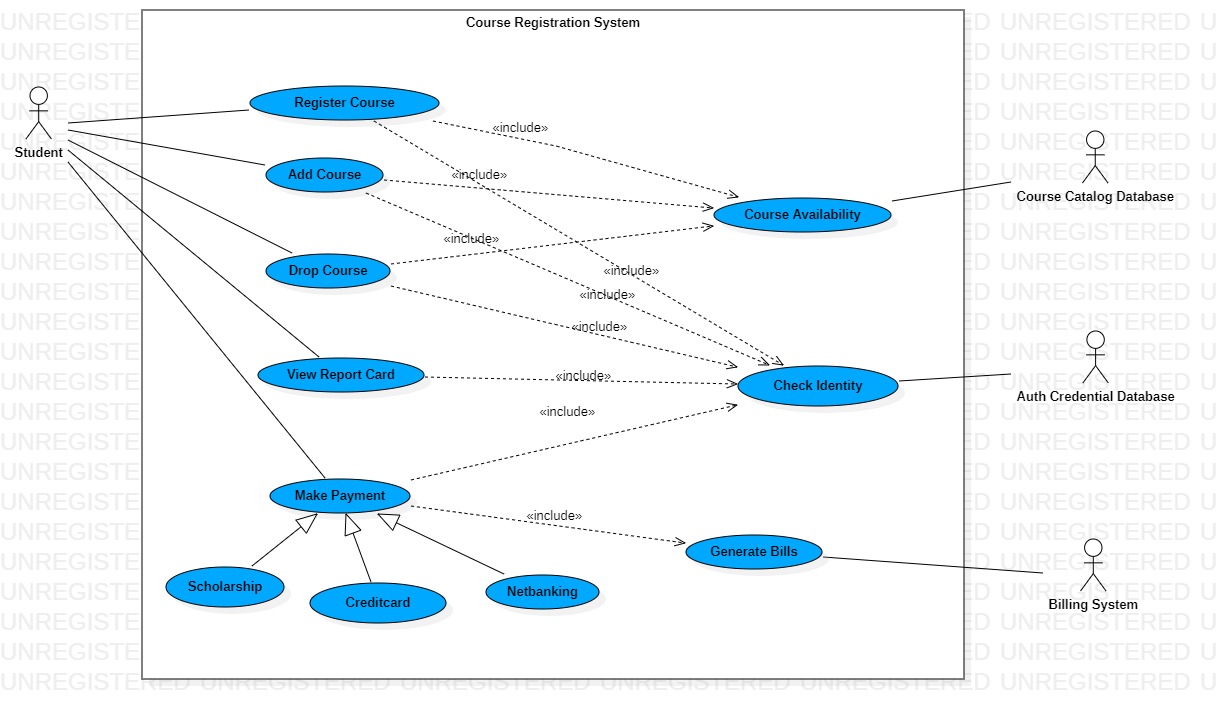 Course Registration System
Register Course
«include»
Student
Add Course
«include»
Course Availability
Course Catalog Database
«include»
Drop Course
«include»
«include»
«include»
View Report Card
«include»
Check Identity
Auth Credential Database
«include»
Make Payment
«include»
Generate Bills
Scholarship
Creditcard
Netbanking
Billing System
UNREGISTERED UNREGISTERED UNREGISTERED UNREGISTERED UNREGISTERED UNREGISTERED U